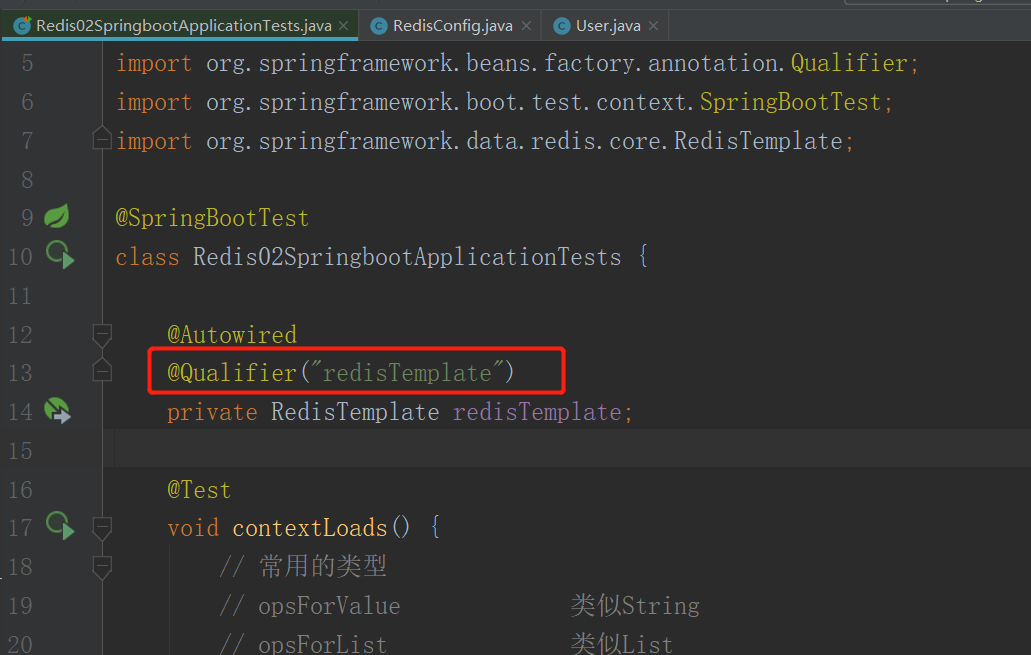 Redis02SpringbootApplicationTests.java × RedisConfig.java × User.java ×
5 import org.springframework.beans.factory.annotation.Qualifier;
6 import org.springframework.boot.test.context.SpringBootTest;
7 import org.springframework.data.redis.core.RedisTemplate;
8
9 @SpringBootTest
10 class Redis02SpringbootApplicationTests {
11
12 @Autowired
13 @Qualifier("redisTemplate")
14 private RedisTemplate redisTemplate;
15
16 @Test
17 void contextLoads() {
18 // 常用的类型
19 // opsForValue 类似String
20 // opsForList 类似List